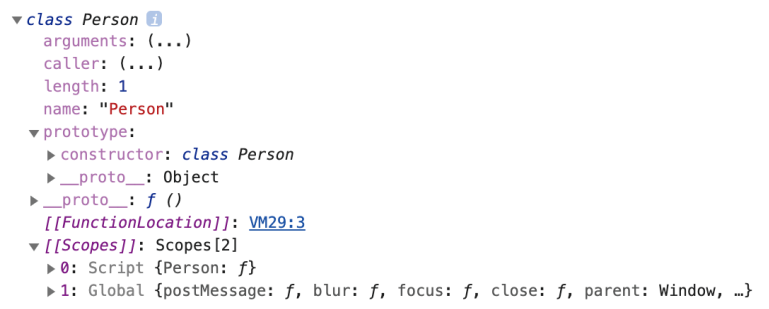 ▼class Person i
arguments: (...)
caller: (...)
length: 1
name: "Person"
▼prototype:
▶constructor: class Person
▶__proto__: Object
▶__proto__: ƒ ()
[[FunctionLocation]]: VM29:3
▼[[Scopes]]: Scopes[2]
▶0: Script {Person: ƒ}
▶1: Global {postMessage: ƒ, blur: ƒ, focus: ƒ, close: ƒ, parent: Window, …}